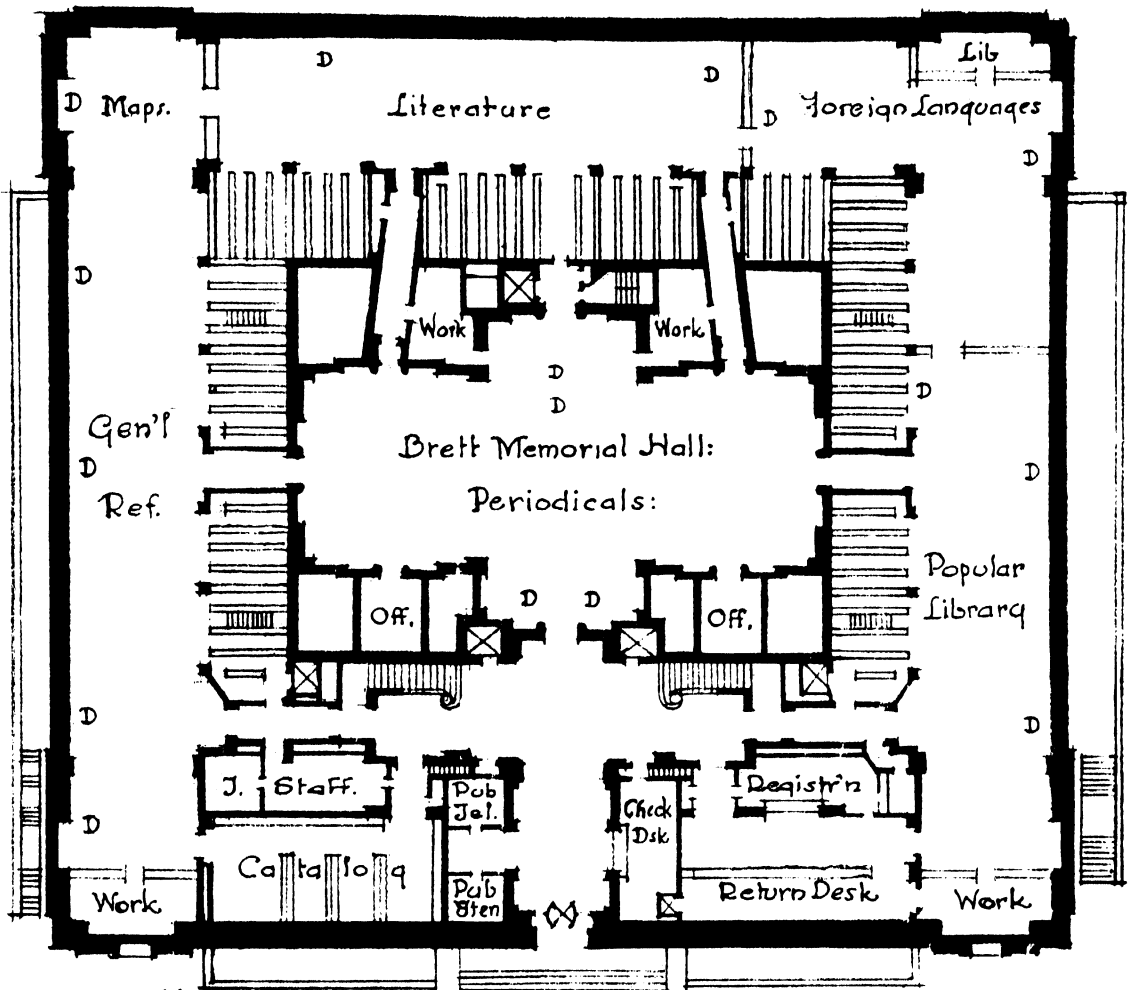 Lib
D
D
D
Maps.
Literature
D
Foreign Languages
D
D
Work
Work
D
D
D
Gen'l
Brett Memorial Hall:
D
D
Ref.
Periodicals:
Popular
Library
D
D
Off.
Off.
D
D
T.
Staff.
Pub
Tel.
Registr'n
Check
Dsk
D
Catalog
Work
Pub
Sten
Return Desk
Work